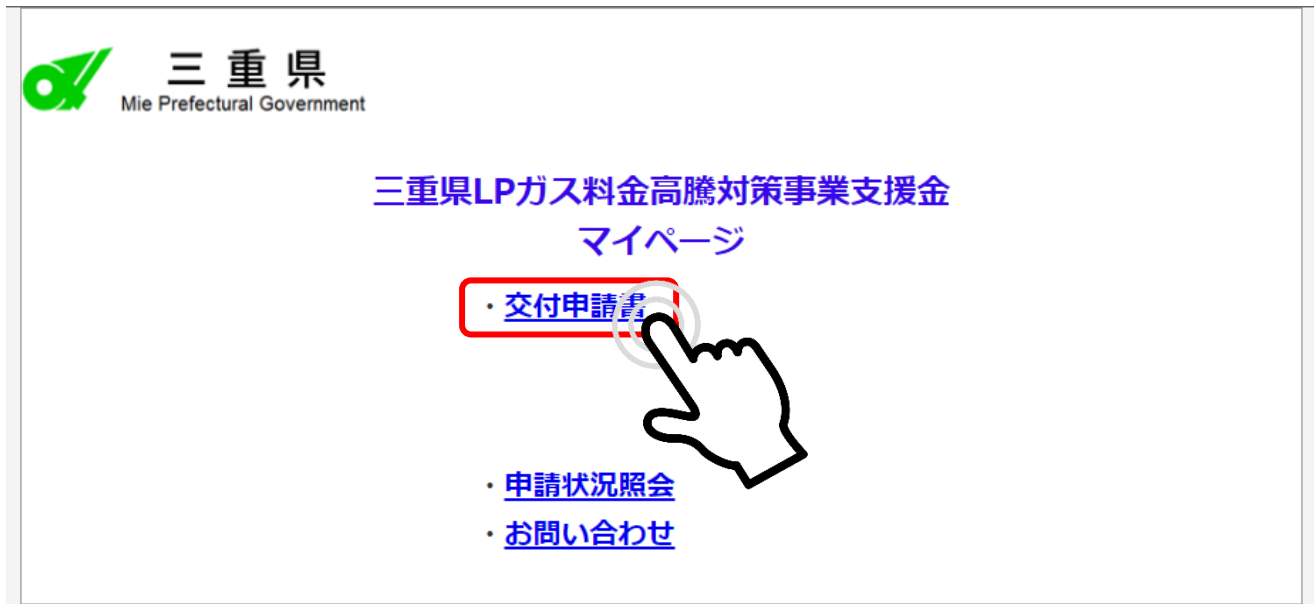 三重県
Mie Prefectural Government
三重県LPガス料金高騰対策事業支援金
マイページ
・交付申請書
・申請状況照会
・お問い合わせ